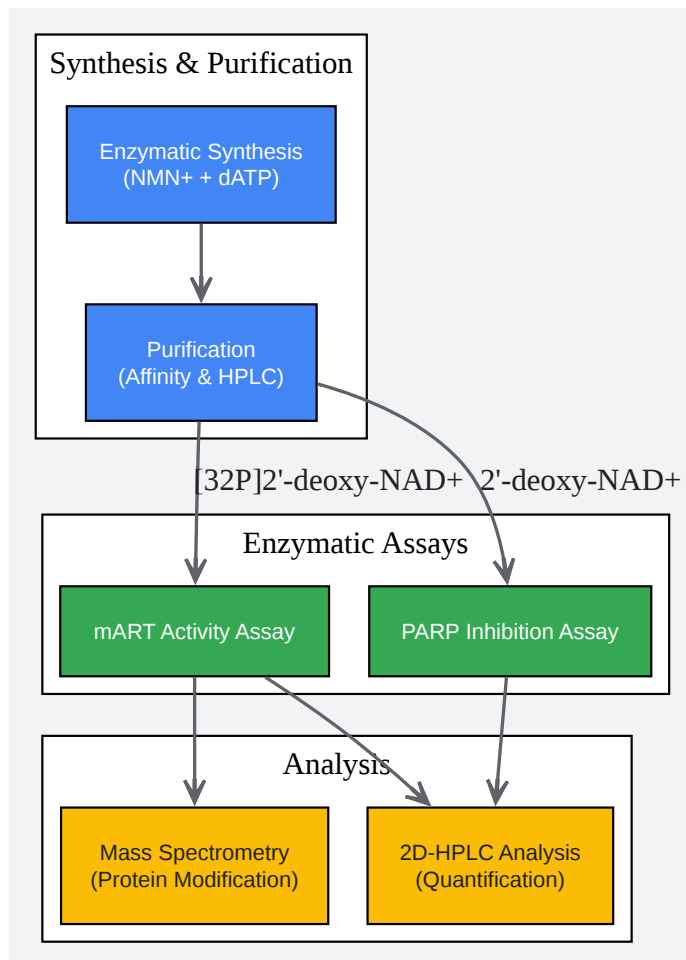 Synthesis & Purification
Enzymatic Synthesis
(NMN+ + dATP)
Purification
(Affinity & HPLC)
[32P]2'-deoxy-NAD+
2'-deoxy-NAD+
Enzymatic Assays
mART Activity Assay
PARP Inhibition Assay
Analysis
Mass Spectrometry
(Protein Modification)
2D-HPLC Analysis
(Quantification)